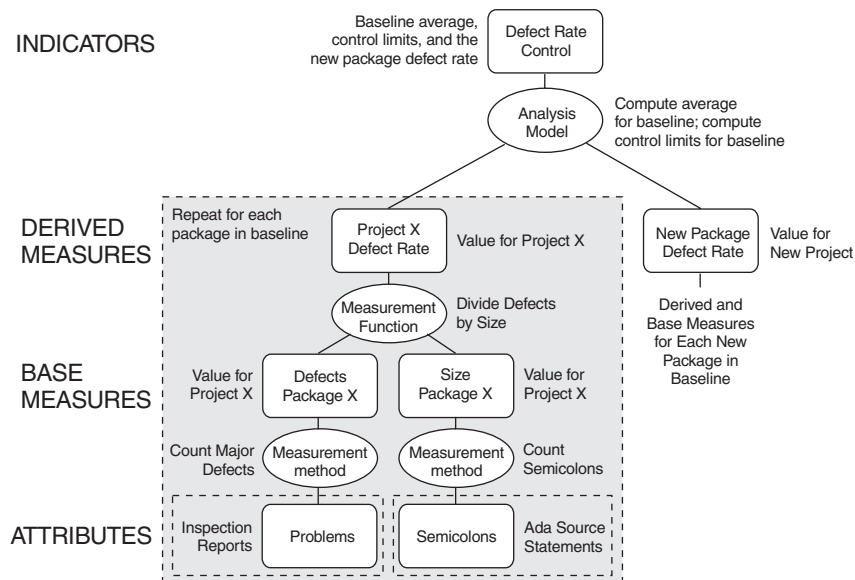 INDICATORS
Baseline average,
control limits, and the
new package defect rate
Defect Rate
Control
Analysis
Model
Compute average
for baseline; compute
control limits for baseline
DERIVED
MEASURES
Repeat for each
package in baseline
Project X
Defect Rate
Value for Project X
New Package
Defect Rate
Value for
New Project
Measurement
Function
Divide Defects
by Size
Derived and
Base Measures
for Each New
Package in
Baseline
BASE
MEASURES
Value for
Project X
Defects
Package X
Size
Package X
Value for
Project X
Count Major
Defects
Measurement
method
Measurement
method
Count
Semicolons
ATTRIBUTES
Inspection
Reports
Problems
Semicolons
Ada Source
Statements